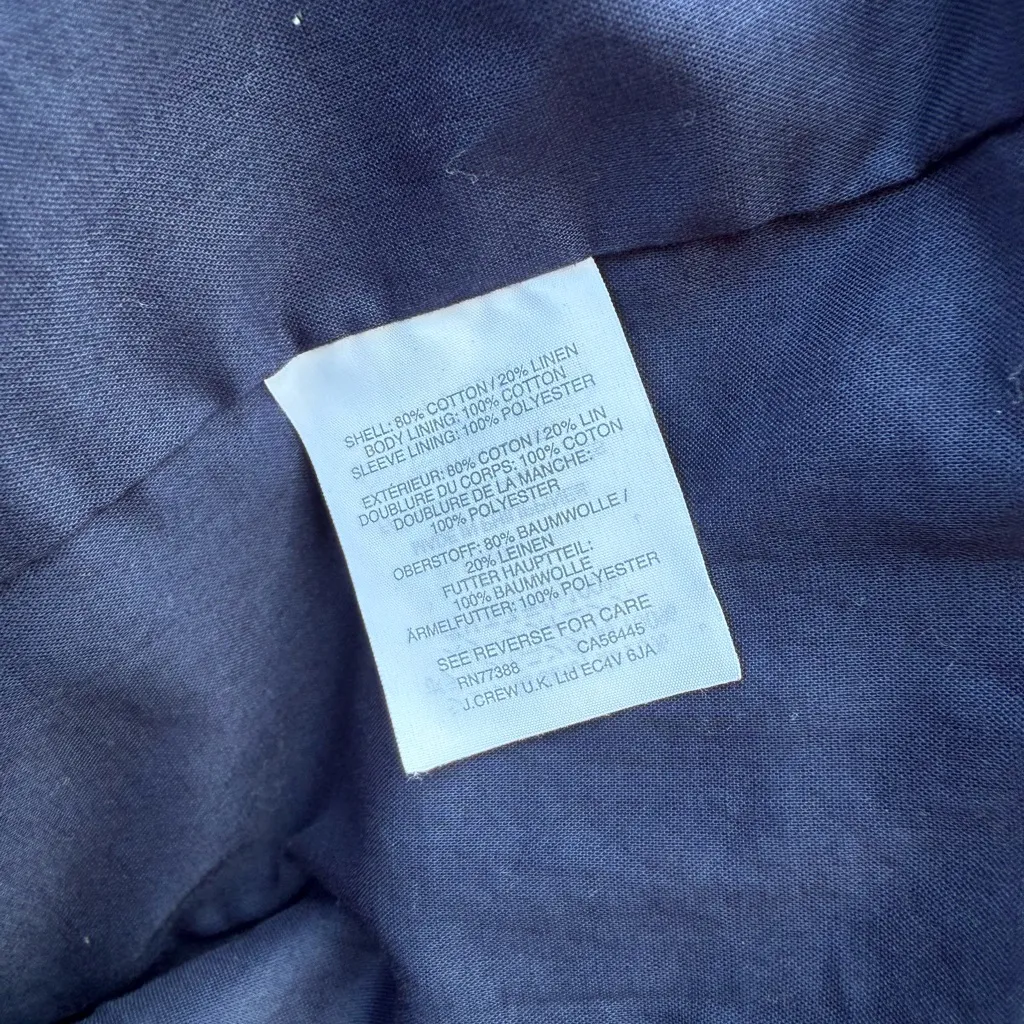 SHELL: 80% COTTON / 20% LINEN
BODY LINING: 100% COTTON
SLEEVE LINING: 100% POLYESTER
EXTÉRIEUR: 80% COTON / 20% LIN
DOUBLURE DU CORPS: 100% COTON
DOUBLURE DE LA MANCHE:
100% POLYESTER
OBERSTOFF: 80% BAUMWOLLE /
20% LEINEN
FUTTER HAUPTTEIL:
100% BAUMWOLLE
ÄRMELFUTTER: 100% POLYESTER
SEE REVERSE FOR CARE
RN77388 CA56445
J.CREW U.K. Ltd EC4V 6JA